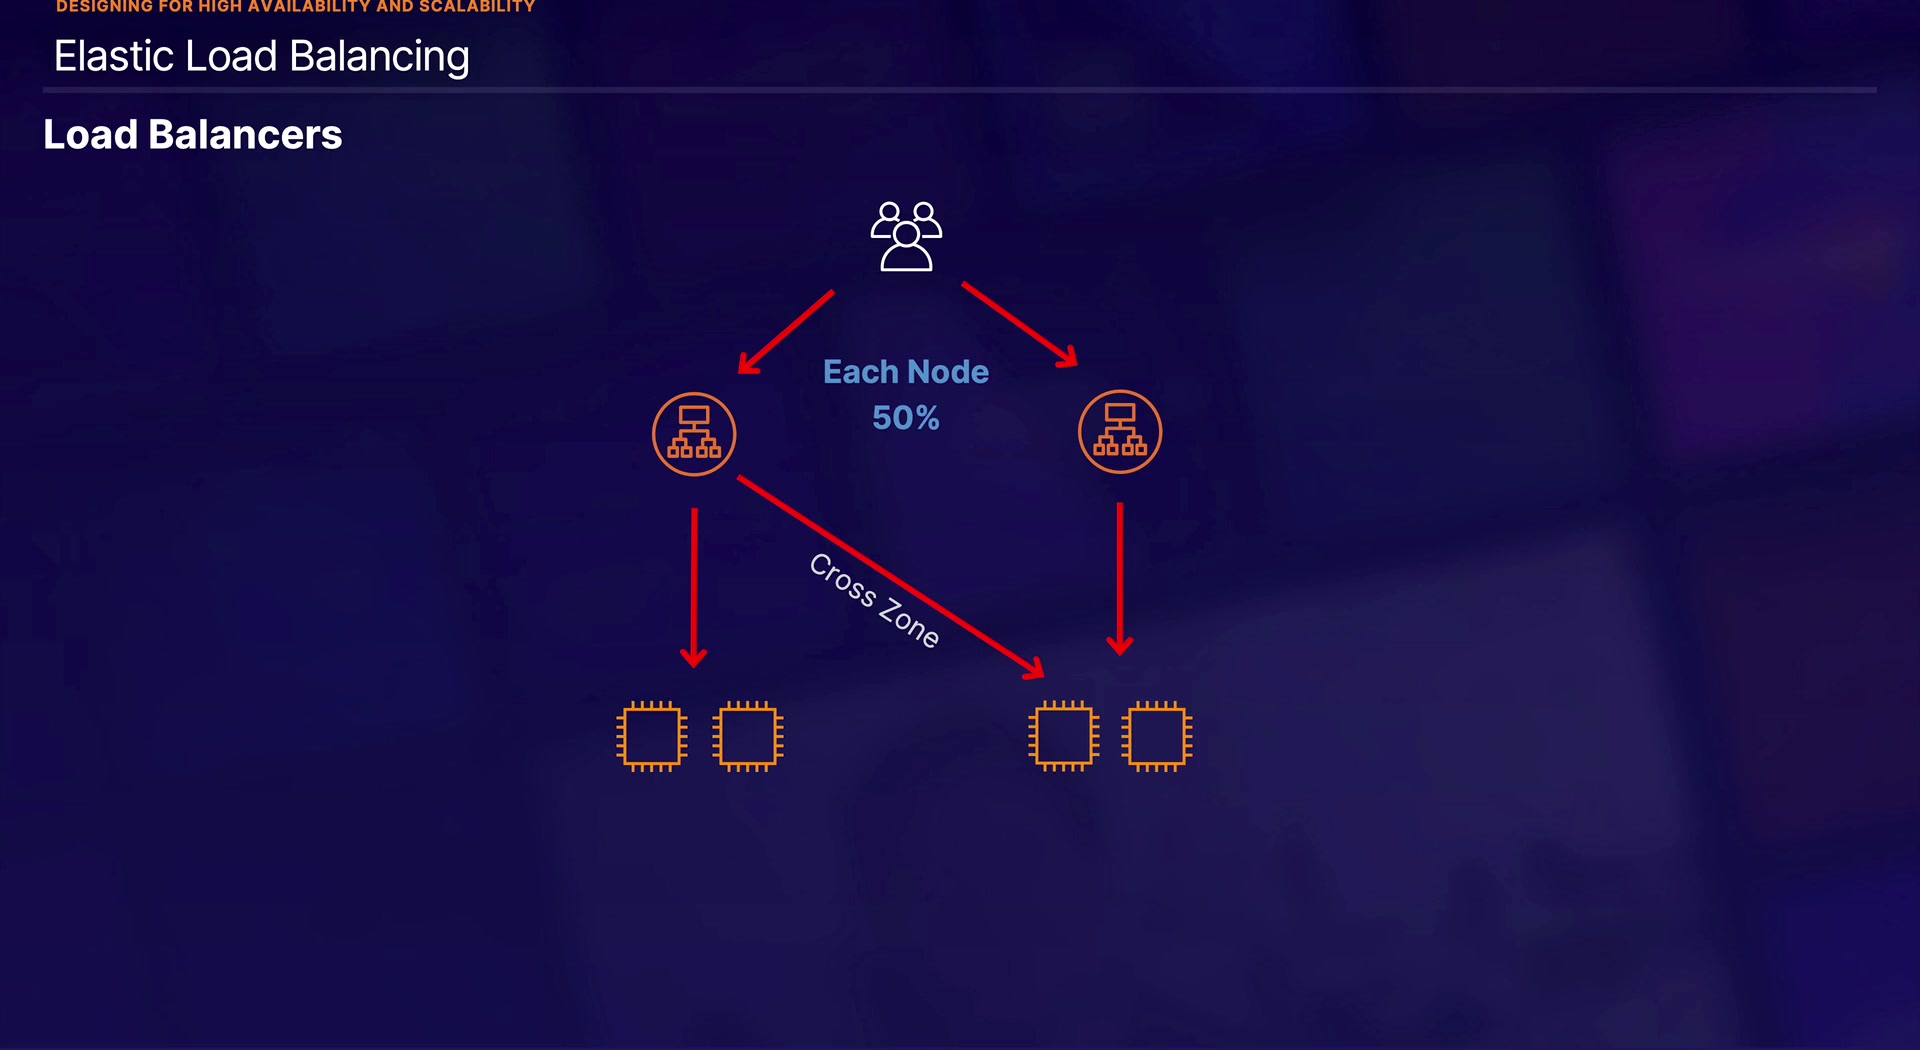 DESIGNING FOR HIGH AVAILABILITY AND SCALABILITY
Elastic Load Balancing
Load Balancers
Each Node
50%
Cross Zone